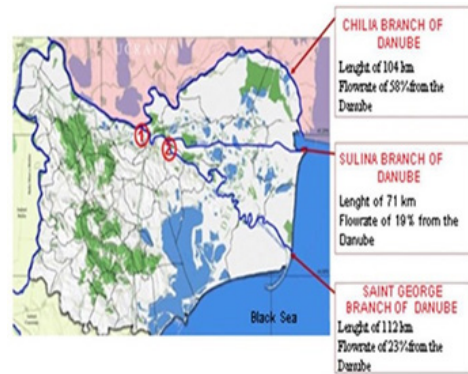 UCRAINA
CHILIA BRANCH OF
DANUBE
Lenght of 104 km
Flowrate of 58% from the
Danube
1
2
SULINA BRANCH OF
DANUBE
Lenght of 71 km
Flowrate of 19% from the
Danube
SAINT GEORGE
BRANCH OF DANUBE
Lenght of 112 km
Flowrate of 23% from the
Danube
Black Sea